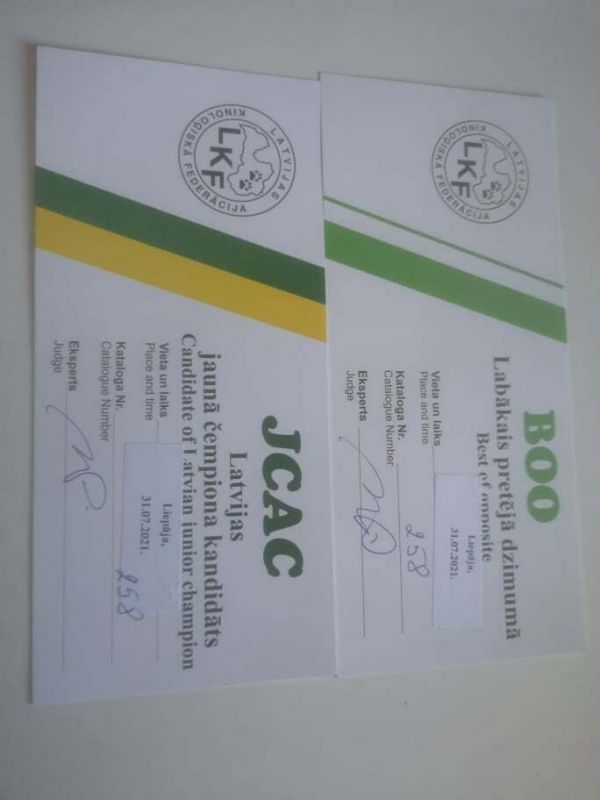 LATVIJAS
LKF
KINOLOĢISKĀ FEDERĀCIJA
BOO
Labākais pretējā dzimumā
Best of opposite
Vieta un laiks
Place and time
Liepāja,
31.07.2021.
Kataloga Nr.
Catalogue Number
258
Eksperts
Judge
LATVIJAS
LKF
KINOLOĢISKĀ FEDERĀCIJA
JCAC
Latvijas
jaunā čempiona kandidāts
Candidate of Latvian junior champion
Vieta un laiks
Place and time
Liepāja,
31.07.2021.
Kataloga Nr.
Catalogue Number
258
Eksperts
Judge